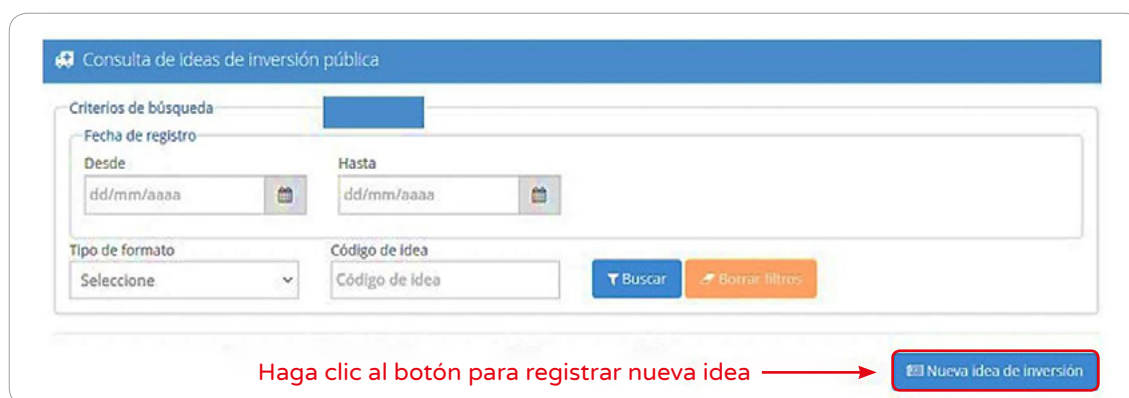 Consulta de ideas de inversión pública
Criterios de búsqueda
Fecha de registro
Desde Hasta
dd/mm/aaaa dd/mm/aaaa
Tipo de formato Código de idea
Seleccione Código de idea Buscar Borrar filtros
Haga clic al botón para registrar nueva idea Nueva idea de inversión